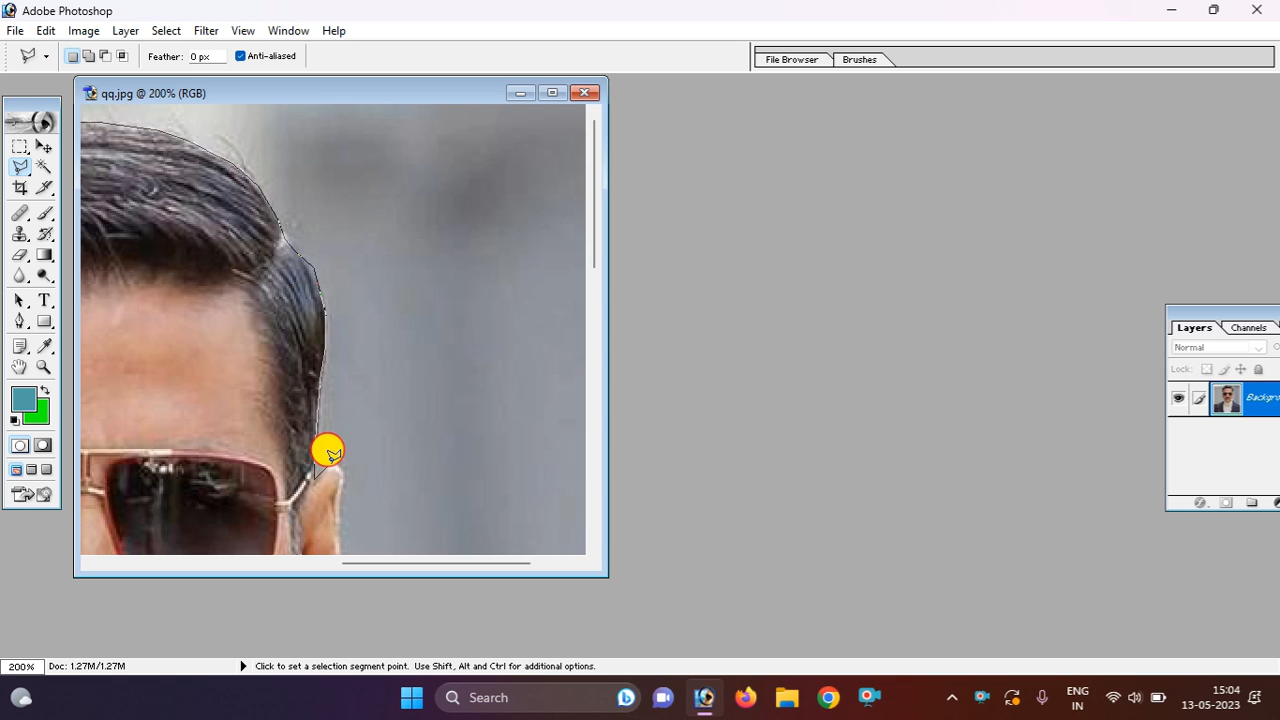 Adobe Photoshop
File Edit Image Layer Select Filter View Window Help
Feather: 0 px Anti-aliased
File Browser Brushes
qq.jpg @ 200% (RGB)
Layers Channels
Normal
Lock:
Backgro
200% Doc: 1.27M/1.27M Click to set a selection segment point. Use Shift, Alt and Ctrl for additional options.
Search
ENG
IN
15:04
13-05-2023